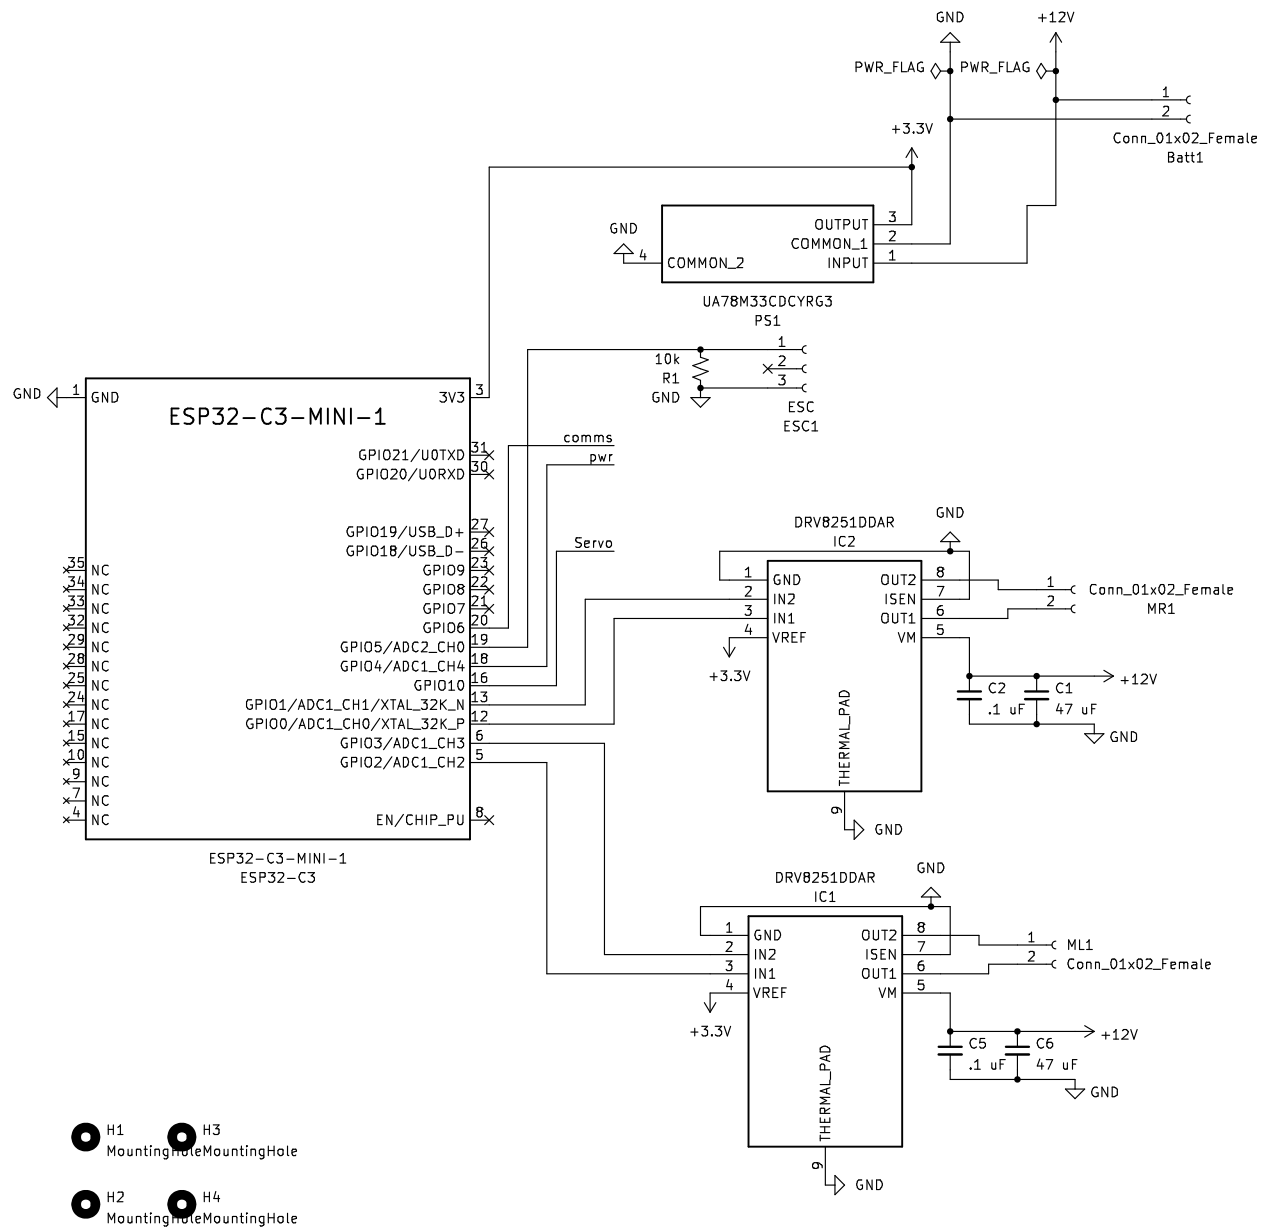 GND
+12V
PWR_FLAG
PWR_FLAG
1
2
Conn_01x02_Female
Batt1
+3.3V
GND
4
COMMON_2
OUTPUT
3
COMMON_1
2
INPUT
1
UA78M33CDCYRG3
PS1
10k
R1
GND
1
2
3
ESC
ESC1
GND
1
GND
ESP32-C3-MINI-1
3V3
3
comms
pwr
Servo
GPIO21/U0TXD
31
GPIO20/U0RXD
30
GPIO19/USB_D+
27
GPIO18/USB_D-
26
GPIO9
23
GPIO8
22
GPIO7
21
GPIO6
20
GPIO5/ADC2_CH0
19
GPIO4/ADC1_CH4
18
GPIO10
16
GPIO1/ADC1_CH1/XTAL_32K_N
13
GPIO0/ADC1_CH0/XTAL_32K_P
12
GPIO3/ADC1_CH3
6
GPIO2/ADC1_CH2
5
EN/CHIP_PU
8
35
NC
34
NC
33
NC
32
NC
29
NC
28
NC
25
NC
24
NC
17
NC
15
NC
10
NC
9
NC
7
NC
4
NC
ESP32-C3-MINI-1
ESP32-C3
DRV8251DDAR
IC2
GND
1
GND
2
IN2
3
IN1
4
VREF
+3.3V
OUT2
8
ISEN
7
OUT1
6
VM
5
THERMAL_PAD
9
GND
1
2
Conn_01x02_Female
MR1
C2
.1 uF
C1
47 uF
+12V
GND
DRV8251DDAR
IC1
GND
1
GND
2
IN2
3
IN1
4
VREF
+3.3V
OUT2
8
ISEN
7
OUT1
6
VM
5
THERMAL_PAD
9
GND
1
2
ML1
Conn_01x02_Female
C5
.1 uF
C6
47 uF
+12V
GND
H1
MountingHole
H3
MountingHole
H2
MountingHole
H4
MountingHole